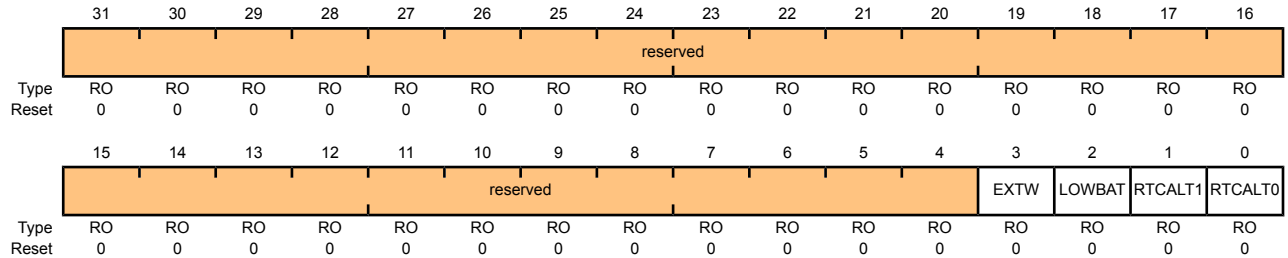 31 30 29 28 27 26 25 24 23 22 21 20 19 18 17 16
reserved
Type RO RO RO RO RO RO RO RO RO RO RO RO RO RO RO RO
Reset 0 0 0 0 0 0 0 0 0 0 0 0 0 0 0 0
15 14 13 12 11 10 9 8 7 6 5 4 3 2 1 0
reserved EXTW LOWBAT RTCALT1 RTCALT0
Type RO RO RO RO RO RO RO RO RO RO RO RO RO RO RO RO
Reset 0 0 0 0 0 0 0 0 0 0 0 0 0 0 0 0